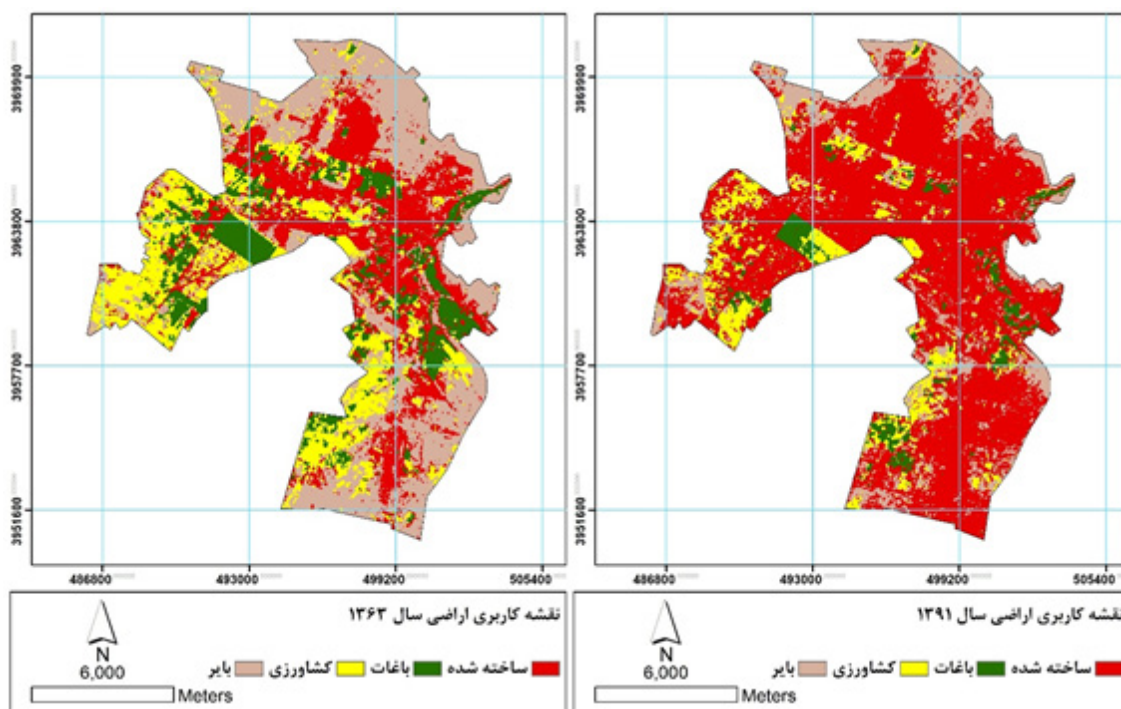 3969900
3963800
3957700
3951600
486800 493000 499200 505400
نقشه کاربری اراضی سال ۱۳۶۳
N
6,000
ساخته شده باغات کشاورزی بایر
Meters
486800 493000 499200 505400
نقشه کاربری اراضی سال ۱۳۹۱
N
6,000
ساخته شده باغات کشاورزی بایر
Meters
3969900
3963800
3957700
3951600